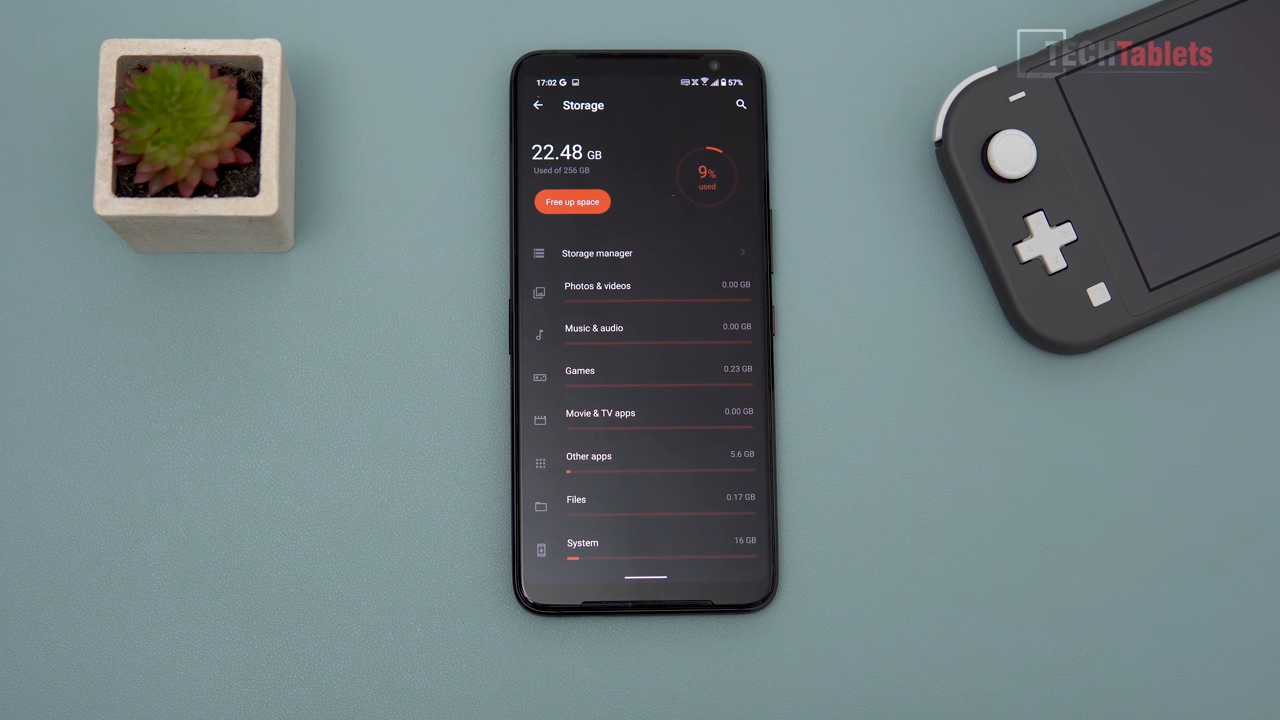 TECHTablets
17:02 G 57%
Storage
22.48 GB
Used of 256 GB
9%
used
Free up space
Storage manager
Photos & videos 0.00 GB
Music & audio 0.00 GB
Games 0.23 GB
Movie & TV apps 0.00 GB
Other apps 5.6 GB
Files 0.17 GB
System 16 GB